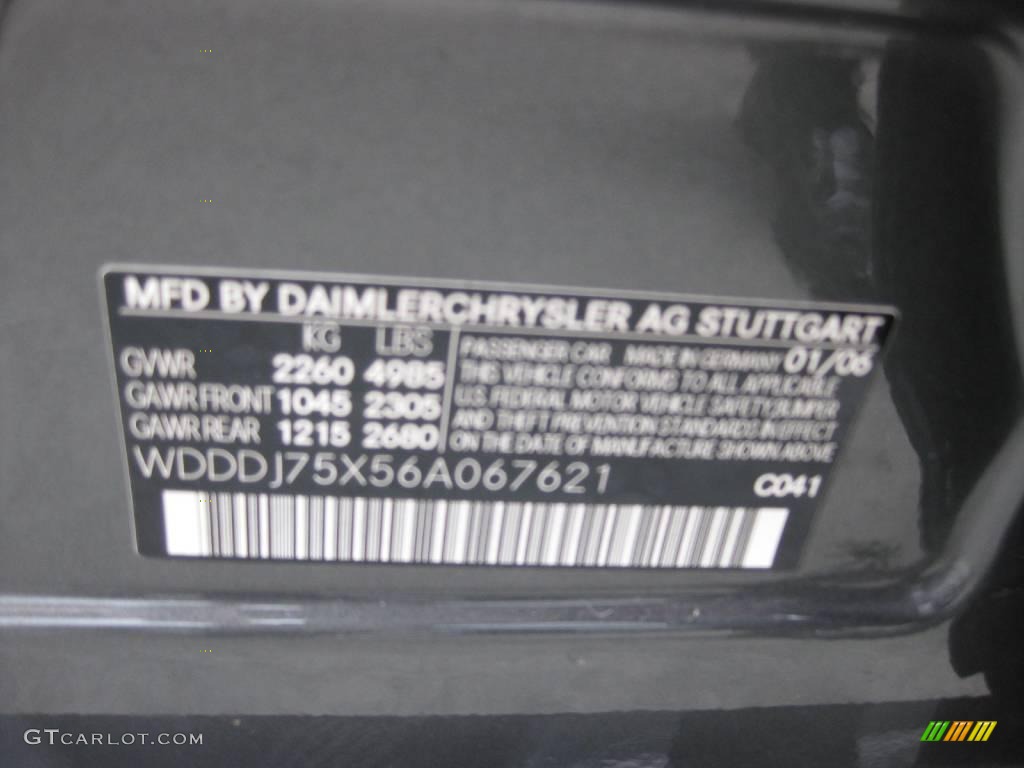 MFD BY DAIMLERCHRYSLER AG STUTTGART
KG LBS
GVWR 2260 4985
GAWR FRONT 1045 2305
GAWR REAR 1215 2680
PASSENGER CAR MADE IN GERMANY 01/06
THIS VEHICLE CONFORMS TO ALL APPLICABLE
U.S. FEDERAL MOTOR VEHICLE SAFETY, BUMPER
AND THEFT PREVENTION STANDARDS IN EFFECT
ON THE DATE OF MANUFACTURE SHOWN ABOVE
WDDDJ75X56A067621
C041
GTCARLOT.COM